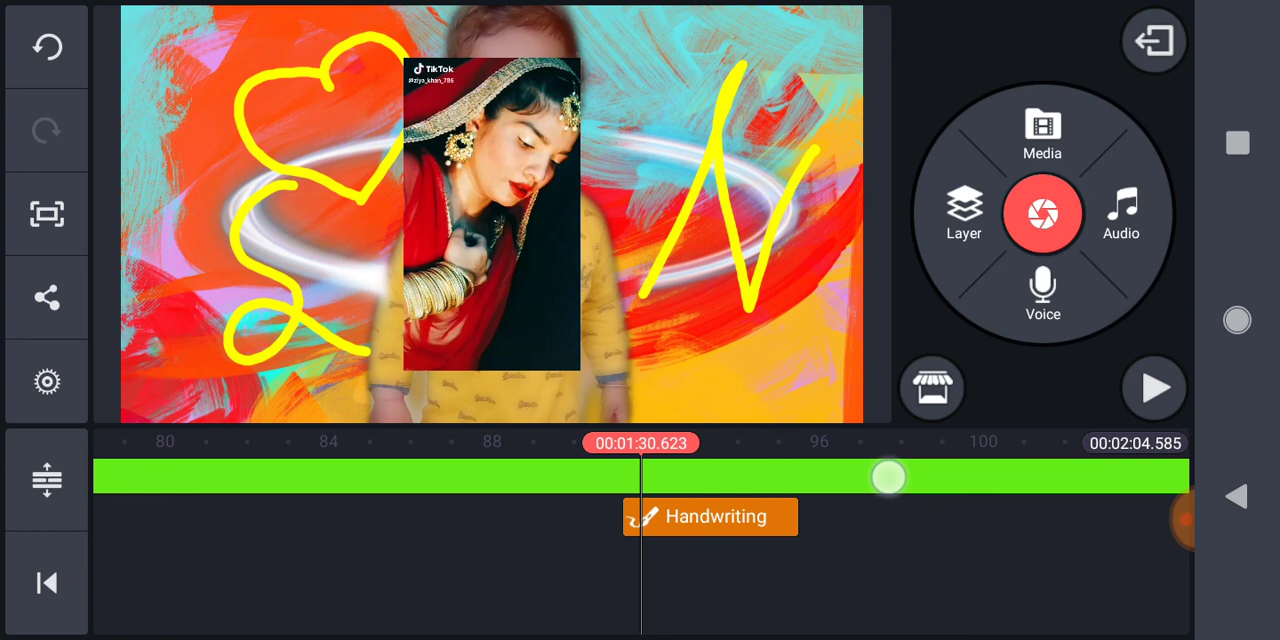 TikTok
@ziya_khan_786
N
Media
Layer
Audio
Voice
80
84
88
00:01:30.623
96
100
00:02:04.585
Handwriting